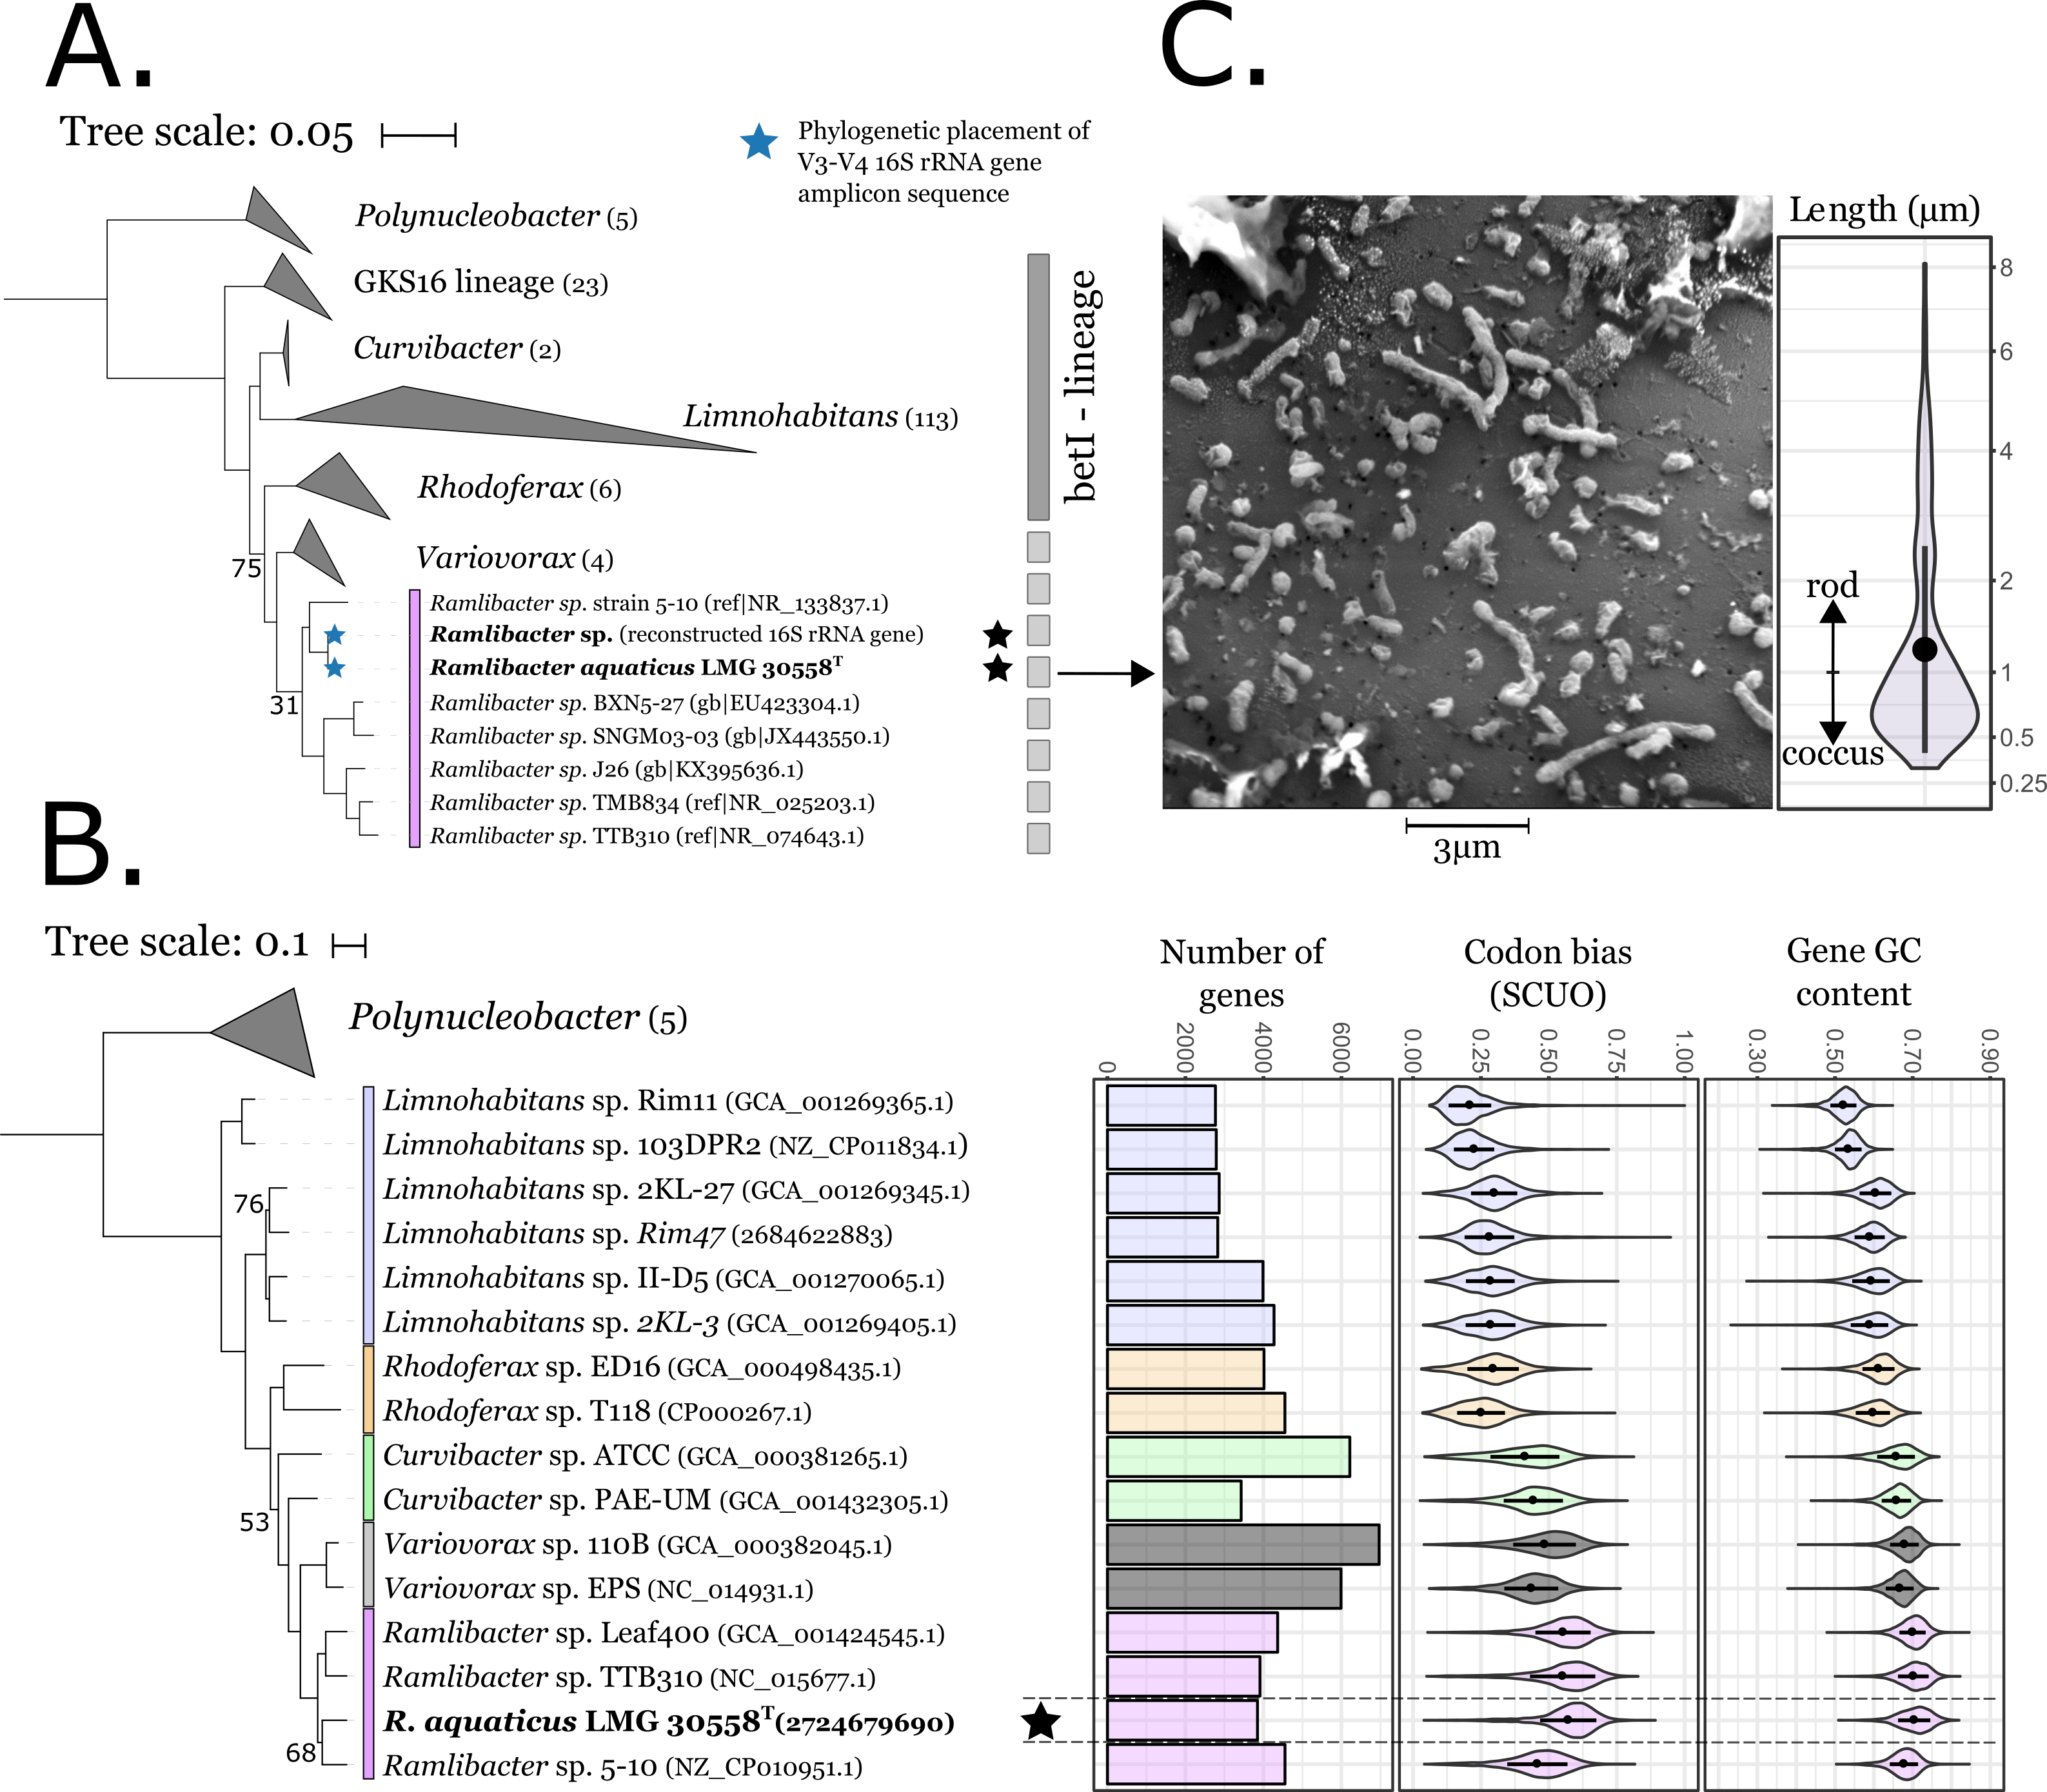 A.
Tree scale: 0.05
Phylogenetic placement of
V3-V4 16S rRNA gene
amplicon sequence
Polynucleobacter (5)
GKS16 lineage (23)
Curvibacter (2)
Limnohabitans (113)
Rhodoferax (6)
Variovorax (4)
75
31
Ramlibacter sp. strain 5-10 (ref|NR_133837.1)
Ramlibacter sp. (reconstructed 16S rRNA gene)
Ramlibacter aquaticus LMG 30558T
Ramlibacter sp. BXN5-27 (gb|EU423304.1)
Ramlibacter sp. SNGM03-03 (gb|JX443550.1)
Ramlibacter sp. J26 (gb|KX395636.1)
Ramlibacter sp. TMB834 (ref|NR_025203.1)
Ramlibacter sp. TTB310 (ref|NR_074643.1)
betI - lineage
C.
Length (µm)
8
6
4
2
1
0.5
0.25
rod
coccus
3µm
B.
Tree scale: 0.1
Polynucleobacter (5)
Limnohabitans sp. Rim11 (GCA_001269365.1)
Limnohabitans sp. 103DPR2 (NZ_CP011834.1)
Limnohabitans sp. 2KL-27 (GCA_001269345.1)
Limnohabitans sp. Rim47 (2684622883)
Limnohabitans sp. II-D5 (GCA_001270065.1)
Limnohabitans sp. 2KL-3 (GCA_001269405.1)
Rhodoferax sp. ED16 (GCA_000498435.1)
Rhodoferax sp. T118 (CP000267.1)
Curvibacter sp. ATCC (GCA_000381265.1)
Curvibacter sp. PAE-UM (GCA_001432305.1)
Variovorax sp. 110B (GCA_000382045.1)
Variovorax sp. EPS (NC_014931.1)
Ramlibacter sp. Leaf400 (GCA_001424545.1)
Ramlibacter sp. TTB310 (NC_015677.1)
R. aquaticus LMG 30558T(2724679690)
Ramlibacter sp. 5-10 (NZ_CP010951.1)
76
53
68
Number of
genes
0 2000 4000 6000
Codon bias
(SCUO)
0.00 0.25 0.50 0.75 1.00
Gene GC
content
0.30 0.50 0.70 0.90